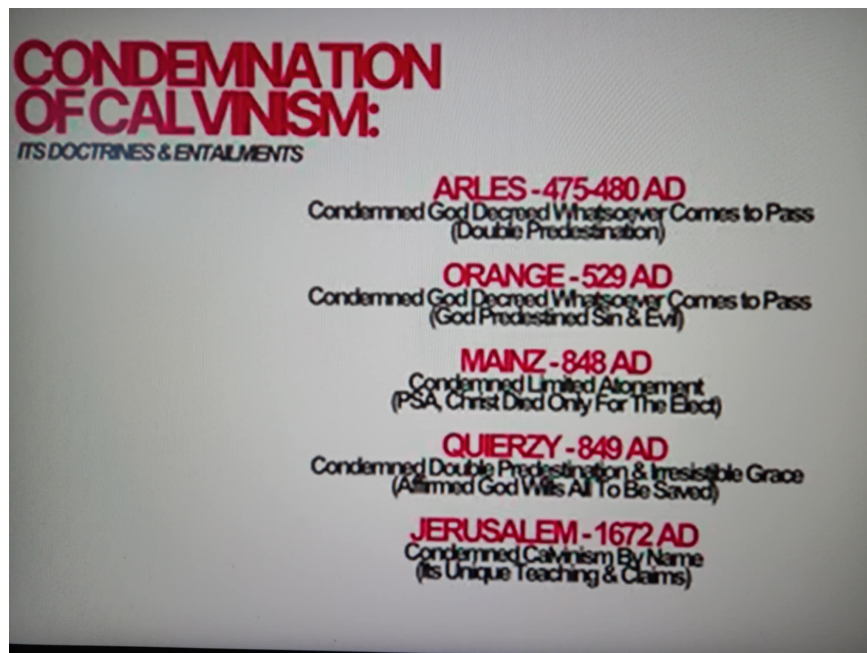 CONDEMNATION
OF CALVINISM:
ITS DOCTRINES & ENTAILMENTS
ARLES - 475-480 AD
Condemned God Decreed Whatsoever Comes to Pass
(Double Predestination)
ORANGE - 529 AD
Condemned God Decreed Whatsoever Comes to Pass
(God Predestined Sin & Evil)
MAINZ - 848 AD
Condemned Limited Atonement
(PSA, Christ Died Only For The Elect)
QUIERZY - 849 AD
Condemned Double Predestination & Irresistible Grace
(Affirmed God Wills All To Be Saved)
JERUSALEM - 1672 AD
Condemned Calvinism By Name
(Its Unique Teaching & Claims)